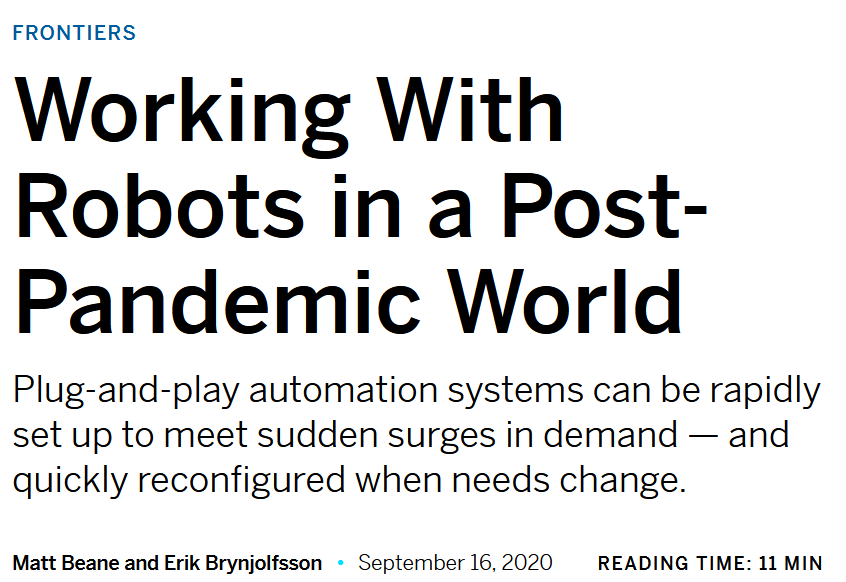 FRONTIERS
Working With
Robots in a Post-
Pandemic World
Plug-and-play automation systems can be rapidly
set up to meet sudden surges in demand — and
quickly reconfigured when needs change.
Matt Beane and Erik Brynjolfsson • September 16, 2020 READING TIME: 11 MIN